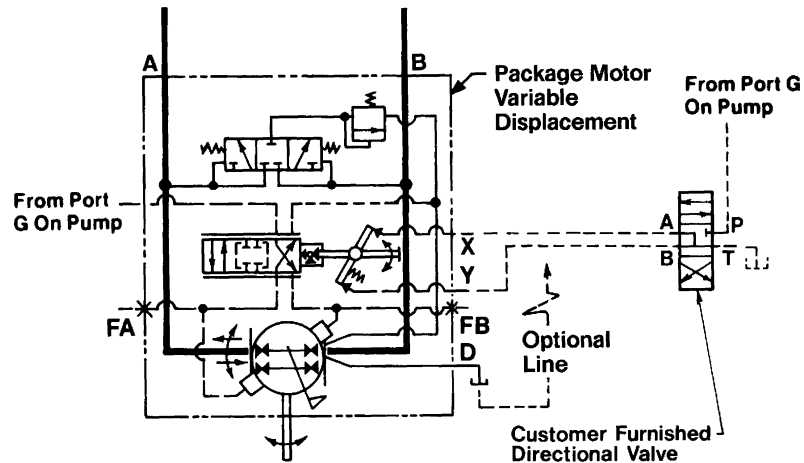 A
B
Package Motor
Variable
Displacement
From Port G
On Pump
From Port
G On Pump
A
P
X
B
T
Y
FA
FB
D
Optional
Line
Customer Furnished
Directional Valve